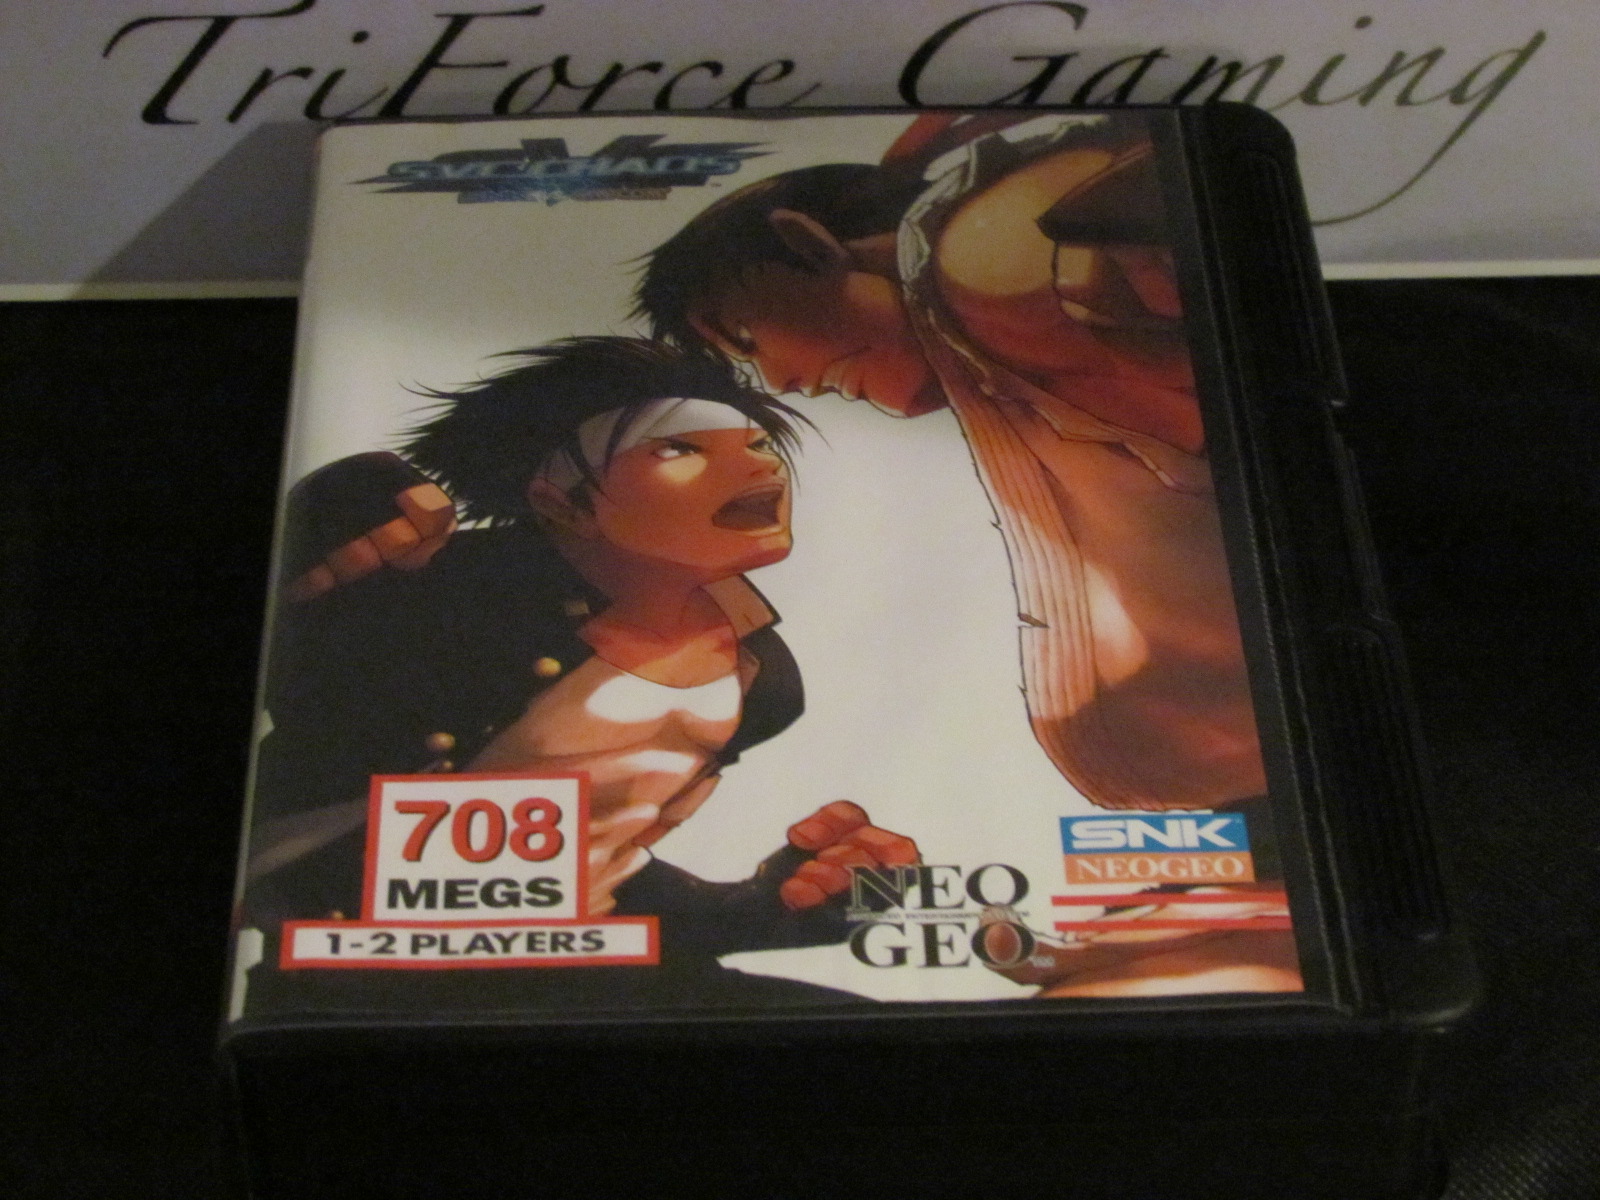 TriForce Gaming
SVC CHAOS
708
MEGS
1-2 PLAYERS
SNK
NEOGEO
NEO
GEO